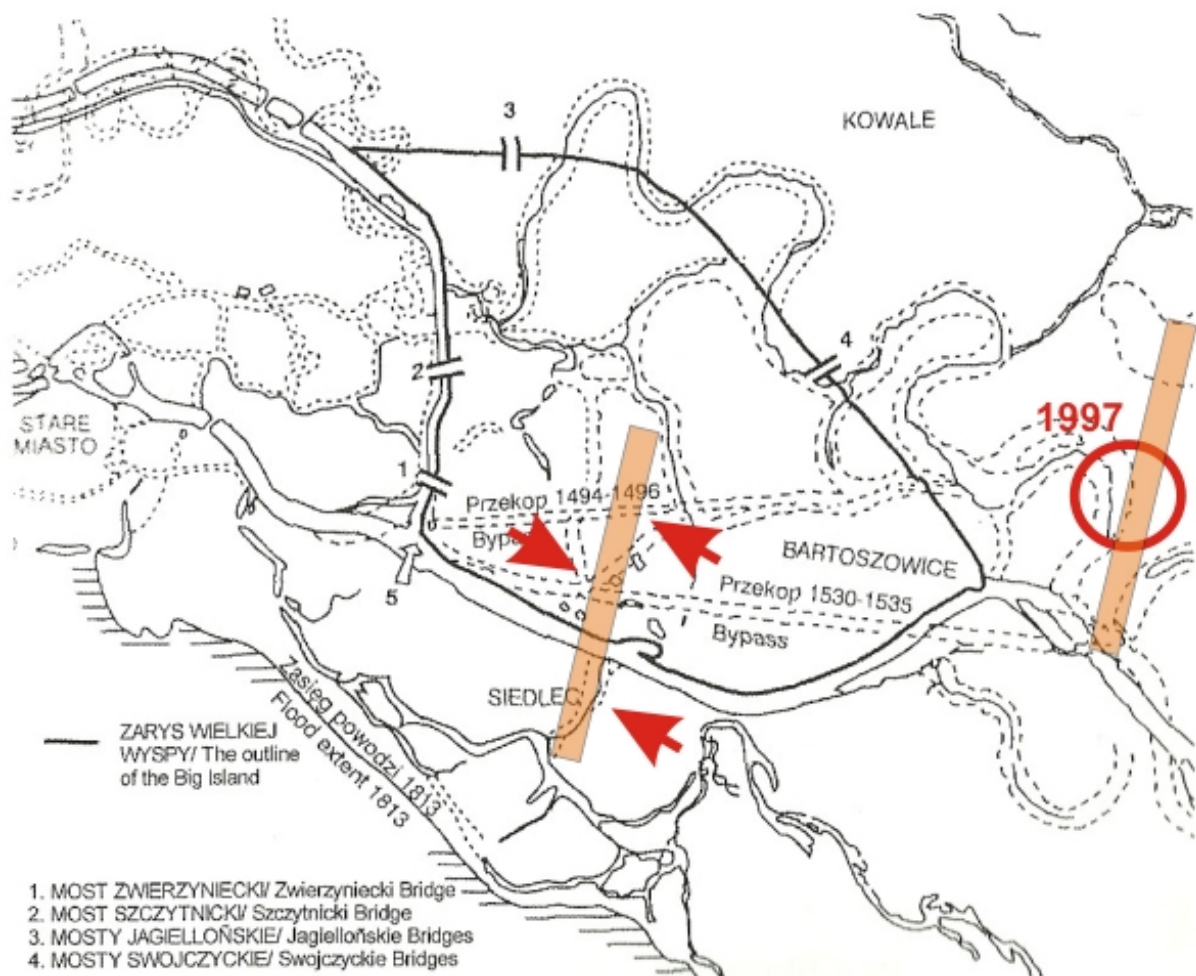 3
KOWALE
4
2
STARE
MIASTO
1997
1
Przekop 1494-1496
Bypass
BARTOSZOWICE
5
Przekop 1530-1535
Bypass
SIEDLEC
Zasięg powodzi 1813
Flood extent 1813
ZARYS WIELKIEJ
WYSPY/ The outline
of the Big Island
1. MOST ZWIERZYNIECKI/ Zwierzyniecki Bridge
2. MOST SZCZYTNICKI/ Szczytnicki Bridge
3. MOSTY JAGIELLOŃSKIE/ Jagiellońskie Bridges
4. MOSTY SWOJCZYCKIE/ Swojczyckie Bridges